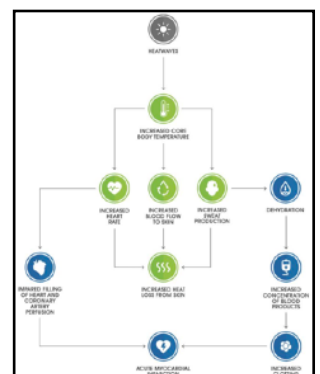 HEATWAVES
INCREASED CORE
BODY TEMPERATURE
INCREASED
HEART
RATE
INCREASED
BLOOD FLOW
TO SKIN
INCREASED
SWEAT
PRODUCTION
DEHYDRATION
IMPAIRED FILLING
OF HEART AND
CORONARY
ARTERY
PERFUSION
INCREASED HEAT
LOSS FROM SKIN
INCREASED
CONCENTRATION
OF BLOOD
PRODUCTS
ACUTE MYOCARDIAL
INFARCTION
INCREASED
CLOTTING